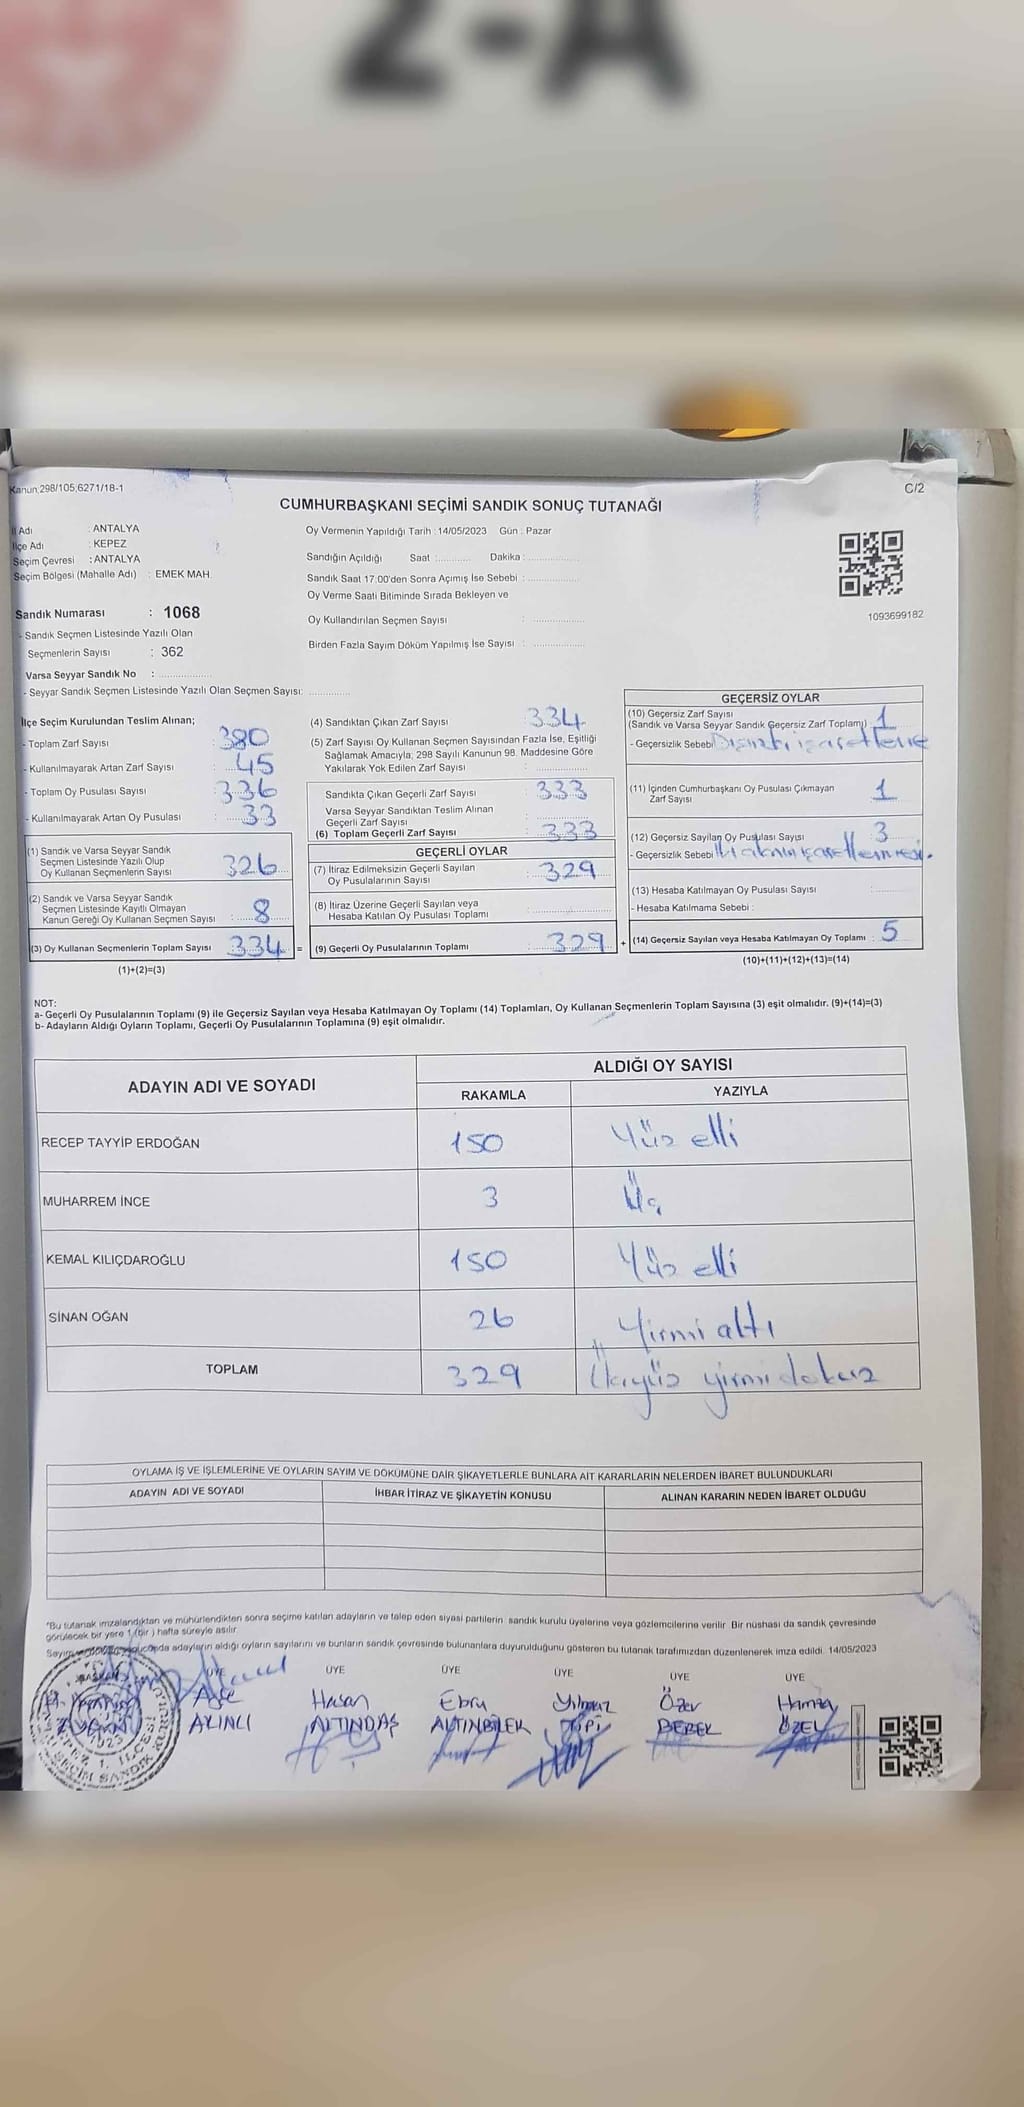 2-A
Kanun;298/105;6271/18-1
C/2
CUMHURBAŞKANI SEÇİMİ SANDIK SONUÇ TUTANAĞI
İl Adı : ANTALYA
İlçe Adı : KEPEZ
Seçim Çevresi : ANTALYA
Seçim Bölgesi (Mahalle Adı) : EMEK MAH.
Sandık Numarası : 1068
- Sandık Seçmen Listesinde Yazılı Olan
Seçmenlerin Sayısı : 362
Varsa Seyyar Sandık No :
- Seyyar Sandık Seçmen Listesinde Yazılı Olan Seçmen Sayısı:
Oy Vermenin Yapıldığı Tarih : 14/05/2023 Gün : Pazar
Sandığın Açıldığı Saat : Dakika :
Sandık Saat 17:00'den Sonra Açımış İse Sebebi :
Oy Verme Saati Bitiminde Sırada Bekleyen ve
Oy Kullandırılan Seçmen Sayısı :
Birden Fazla Sayım Döküm Yapılmış İse Sayısı :
1093699182
İlçe Seçim Kurulundan Teslim Alınan;
- Toplam Zarf Sayısı : 380
- Kullanılmayarak Artan Zarf Sayısı : 45
- Toplam Oy Pusulası Sayısı : 336
- Kullanılmayarak Artan Oy Pusulası : 33
(1) Sandık ve Varsa Seyyar Sandık
Seçmen Listesinde Yazılı Olup
Oy Kullanan Seçmenlerin Sayısı 326
(2) Sandık ve Varsa Seyyar Sandık
Seçmen Listesinde Kayıtlı Olmayan
Kanun Gereği Oy Kullanan Seçmen Sayısı : 8
(3) Oy Kullanan Seçmenlerin Toplam Sayısı 334 =
(1)+(2)=(3)
(4) Sandıktan Çıkan Zarf Sayısı : 334
(5) Zarf Sayısı Oy Kullanan Seçmen Sayısından Fazla İse, Eşitliği
Sağlamak Amacıyla, 298 Sayılı Kanunun 98. Maddesine Göre
Yakılarak Yok Edilen Zarf Sayısı :
Sandıkta Çıkan Geçerli Zarf Sayısı : 333
Varsa Seyyar Sandıktan Teslim Alınan
Geçerli Zarf Sayısı :
(6) Toplam Geçerli Zarf Sayısı : 333
GEÇERLİ OYLAR
(7) İtiraz Edilmeksizin Geçerli Sayılan
Oy Pusulalarının Sayısı : 329
(8) İtiraz Üzerine Geçerli Sayılan veya
Hesaba Katılan Oy Pusulası Toplamı :
(9) Geçerli Oy Pusulalarının Toplamı : 329 +
GEÇERSİZ OYLAR
(10) Geçersiz Zarf Sayısı
(Sandık ve Varsa Seyyar Sandık Geçersiz Zarf Toplamı) 1
- Geçersizlik Sebebi
(11) İçinden Cumhurbaşkanı Oy Pusulası Çıkmayan
Zarf Sayısı 1
(12) Geçersiz Sayılan Oy Pusulası Sayısı : 3
- Geçersizlik Sebebi
(13) Hesaba Katılmayan Oy Pusulası Sayısı :
- Hesaba Katılmama Sebebi :
(14) Geçersiz Sayılan veya Hesaba Katılmayan Oy Toplamı : 5
(10)+(11)+(12)+(13)=(14)
NOT:
a- Geçerli Oy Pusulalarının Toplamı (9) ile Geçersiz Sayılan veya Hesaba Katılmayan Oy Toplamı (14) Toplamları, Oy Kullanan Seçmenlerin Toplam Sayısına (3) eşit olmalıdır. (9)+(14)=(3)
b- Adayların Aldığı Oyların Toplamı, Geçerli Oy Pusulalarının Toplamına (9) eşit olmalıdır.
ADAYIN ADI VE SOYADI
ALDIĞI OY SAYISI
RAKAMLA YAZIYLA
RECEP TAYYİP ERDOĞAN 150 Yüz elli
MUHARREM İNCE 3 Üç
KEMAL KILIÇDAROĞLU 150 Yüz elli
SİNAN OĞAN 26 Yirmi altı
TOPLAM 329 Üçyüz yirmidokuz
OYLAMA İŞ VE İŞLEMLERİNE VE OYLARIN SAYIM VE DÖKÜMÜNE DAİR ŞİKAYETLERLE BUNLARA AİT KARARLARIN NELERDEN İBARET BULUNDUKLARI
ADAYIN ADI VE SOYADI İHBAR İTİRAZ VE ŞİKAYETİN KONUSU ALINAN KARARIN NEDEN İBARET OLDUĞU
*Bu tutanak imzalandıktan ve mühürlendikten sonra seçime katılan adayların ve talep eden siyasi partilerin sandık kurulu üyelerine veya gözlemcilerine verilir. Bir nüshası da sandık çevresinde
görülecek bir yere 1 (bir) hafta süreyle asılır.
adayların aldığı oyların sayılarını ve bunların sandık çevresinde bulunanlara duyurulduğunu gösteren bu tutanak tarafımızdan düzenlenerek imza edildi. 14/05/2023
BAŞKAN ÜYE ÜYE ÜYE ÜYE ÜYE ÜYE
Hasan Ebru Yılmaz Özer Hamza
AKINCI ALTINDAŞ ALTINBİLEK BEBEK ÖZEL